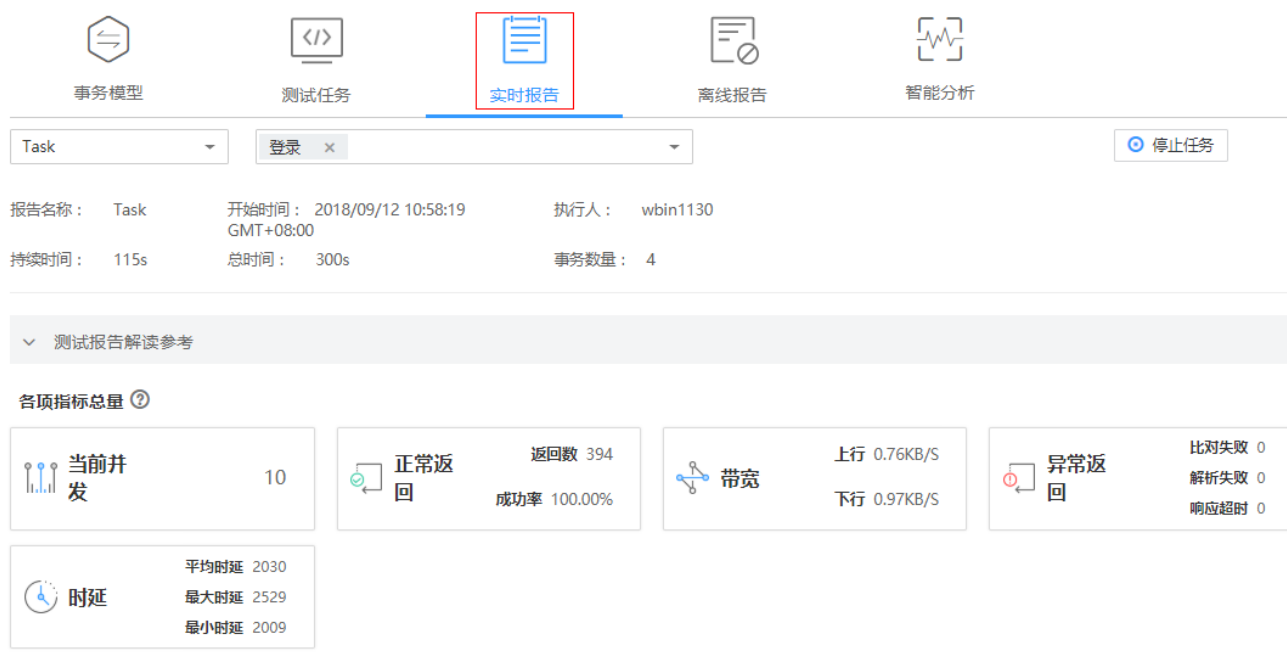 事务模型
测试任务
实时报告
离线报告
智能分析
Task
登录 ×
停止任务
报告名称： Task 开始时间： 2018/09/12 10:58:19 执行人： wbin1130
GMT+08:00
持续时间： 115s 总时间： 300s 事务数量： 4
测试报告解读参考
各项指标总量 ?
当前并
发
10
正常返
回
返回数 394
成功率 100.00%
带宽
上行 0.76KB/S
下行 0.97KB/S
异常返
回
比对失败 0
解析失败 0
响应超时 0
时延
平均时延 2030
最大时延 2529
最小时延 2009